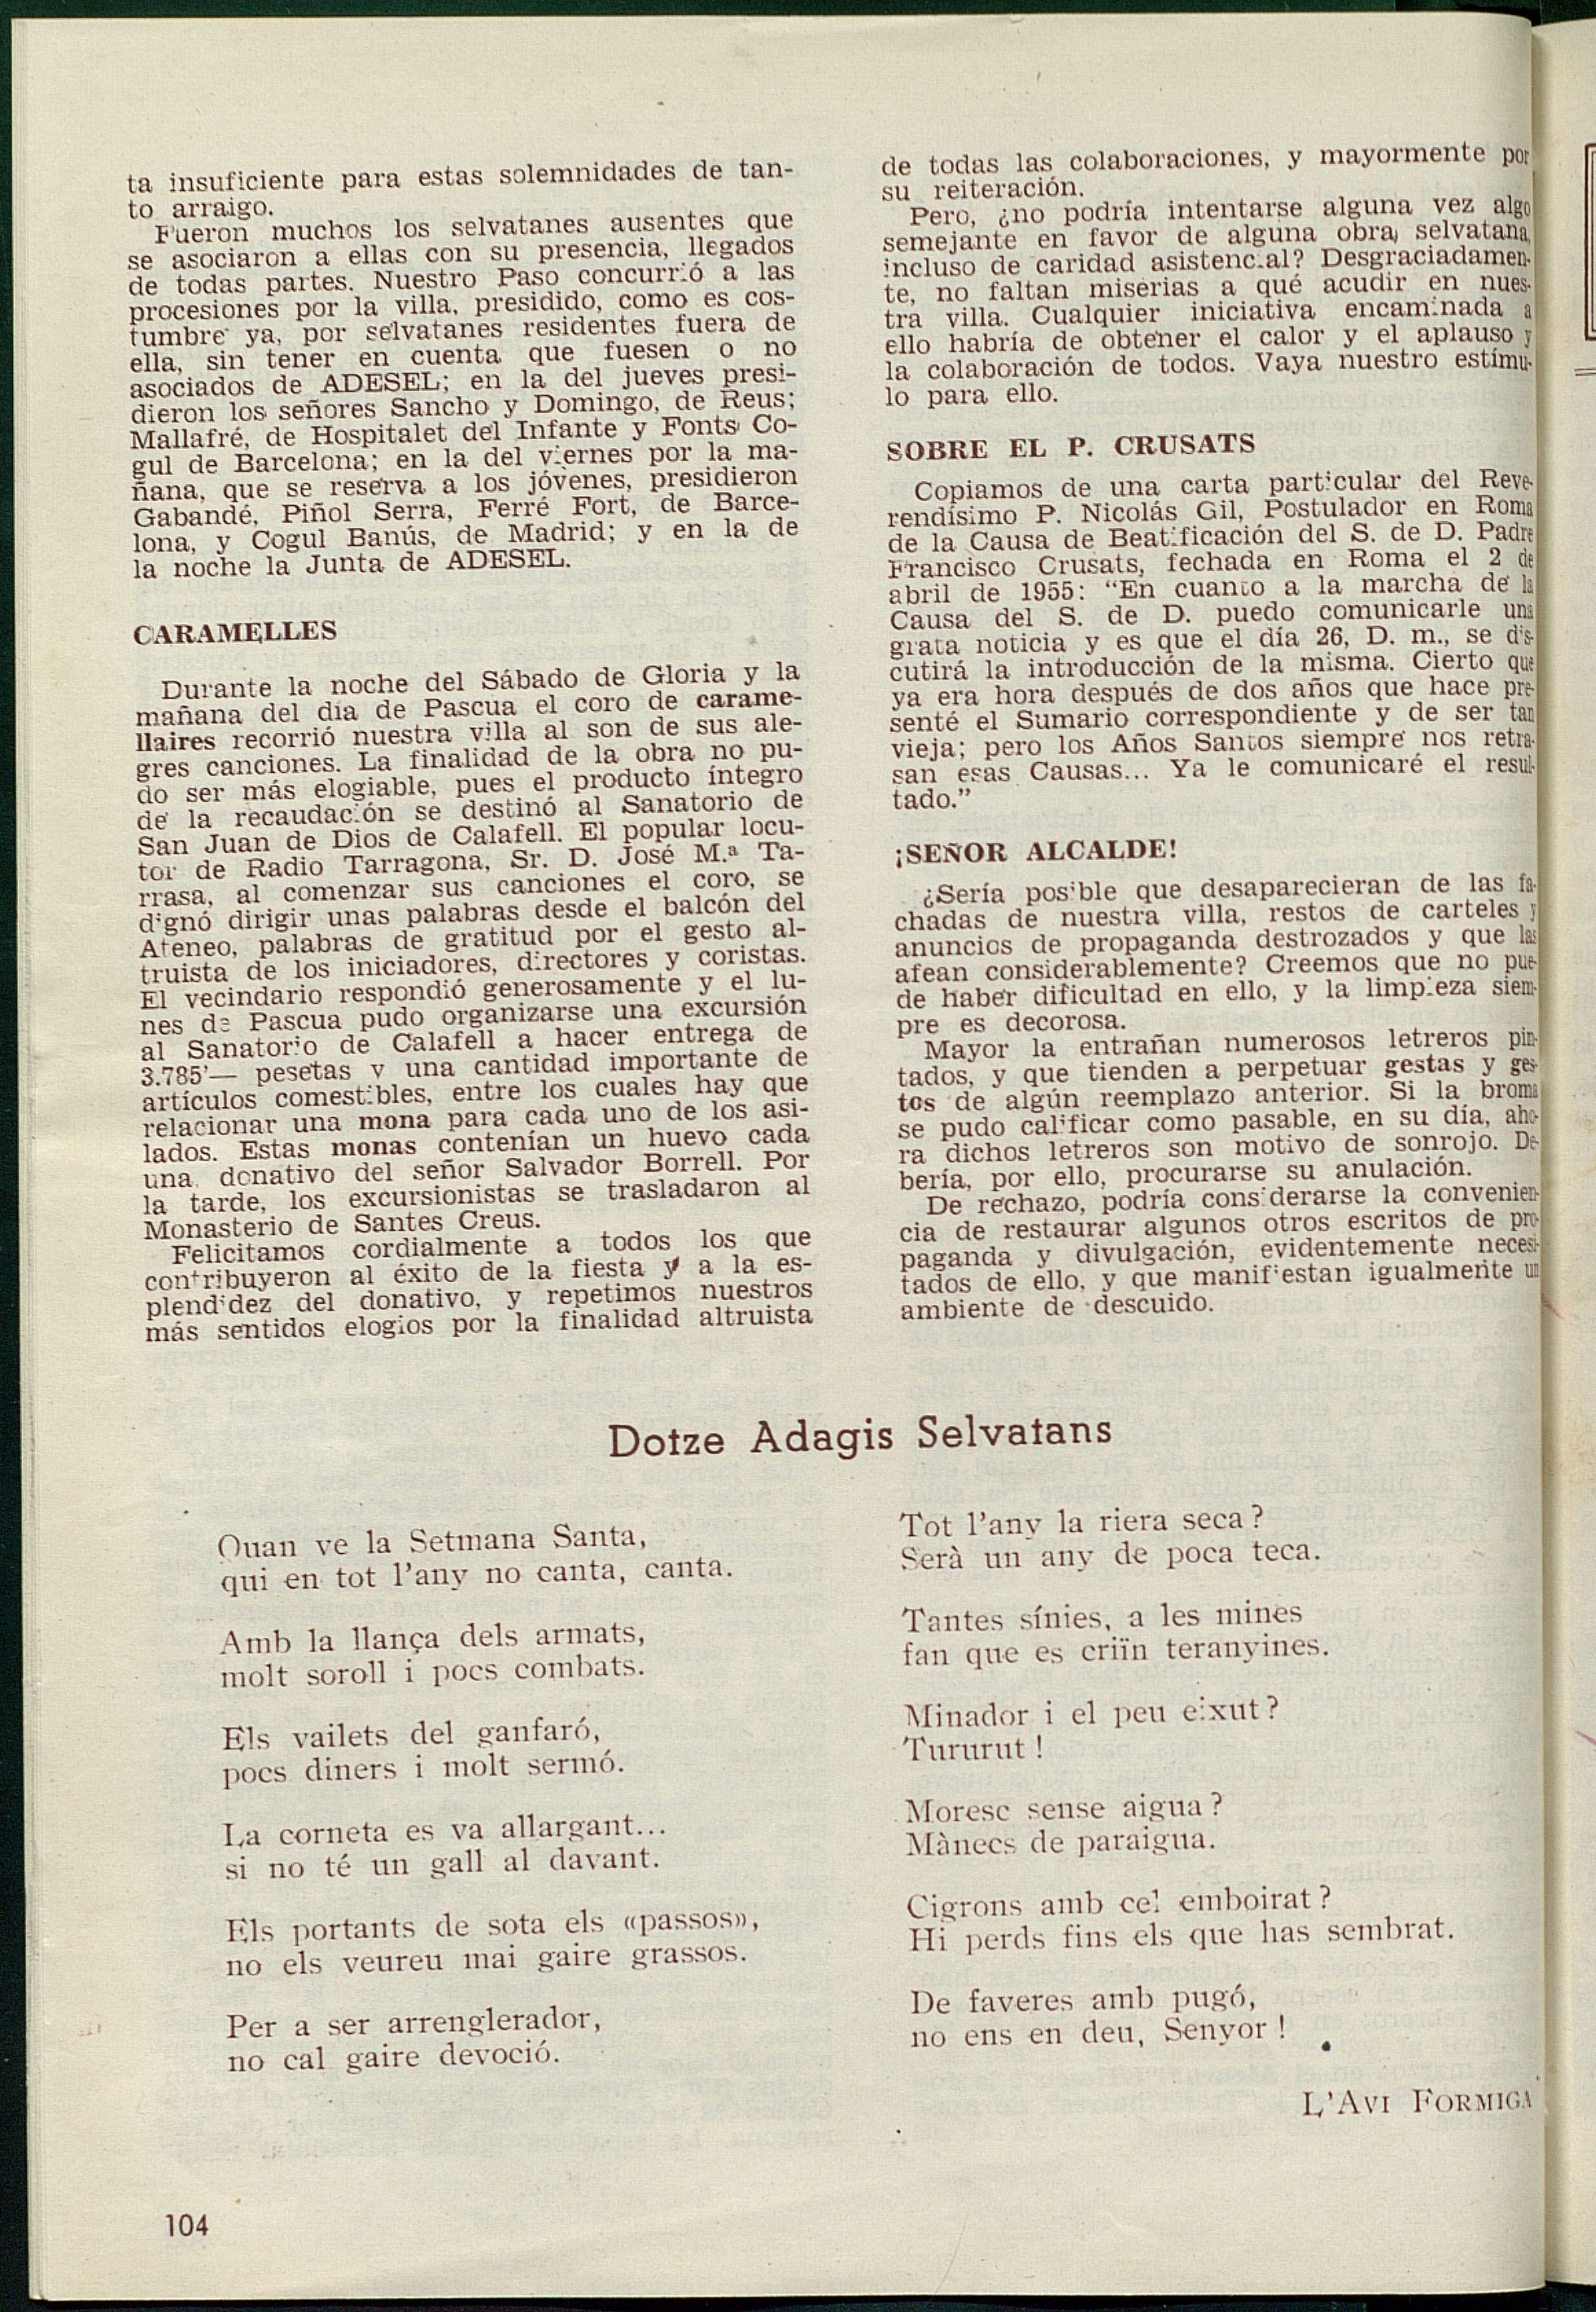 ta insuficiente para estas solemnidades de tan-
to arraigo.
Fueron muchos los selvatanes ausentes que
se asociaron a ellas con su presencia, llegados
de todas partes. Nuestro Paso concurrió a las
procesiones por la villa, presidido, como es cos-
tumbre ya, por selvatanes residentes fuera de
ella, sin tener en cuenta que fuesen o no
asociados de ADESEL; en la del jueves presi-
dieron los señores Sancho y Domingo, de Reus;
Mallafré, de Hospitalet del Infante y Fonts Co-
gul de Barcelona; en la del viernes por la ma-
ñana, que se reserva a los jóvenes, presidieron
Gabandé, Piñol Serra, Ferré Fort, de Barce-
lona, y Cogul Banús, de Madrid; y en la de
la noche la Junta de ADESEL.
CARAMELLES
Durante la noche del Sábado de Gloria y la
mañana del día de Pascua el coro de carame-
llaires recorrió nuestra villa al son de sus ale-
gres canciones. La finalidad de la obra no pu-
do ser más elogiable, pues el producto íntegro
de la recaudación se destinó al Sanatorio de
San Juan de Dios de Calafell. El popular locu-
tor de Radio Tarragona, Sr. D. José M.ª Ta-
rrasa, al comenzar sus canciones el coro, se
dignó dirigir unas palabras desde el balcón del
Ateneo, palabras de gratitud por el gesto al-
truista de los iniciadores, directores y coristas.
El vecindario respondió generosamente y el lu-
nes de Pascua pudo organizarse una excursión
al Sanatorio de Calafell a hacer entrega de
3.785'— pesetas y una cantidad importante de
artículos comestibles, entre los cuales hay que
relacionar una mona para cada uno de los asi-
lados. Estas monas contenían un huevo cada
una, donativo del señor Salvador Borrell. Por
la tarde, los excursionistas se trasladaron al
Monasterio de Santes Creus.
Felicitamos cordialmente a todos los que
contribuyeron al éxito de la fiesta y a la es-
plendidez del donativo, y repetimos nuestros
más sentidos elogios por la finalidad altruista
de todas las colaboraciones, y mayormente por
su reiteración.
Pero, ¿no podría intentarse alguna vez algo
semejante en favor de alguna obra selvatana,
incluso de caridad asistencial? Desgraciadamen-
te, no faltan miserias a qué acudir en nues-
tra villa. Cualquier iniciativa encaminada a
ello habría de obtener el calor y el aplauso y
la colaboración de todos. Vaya nuestro estímu-
lo para ello.
SOBRE EL P. CRUSATS
Copiamos de una carta particular del Reve-
rendísimo P. Nicolás Gil, Postulador en Roma
de la Causa de Beatificación del S. de D. Padre
Francisco Crusats, fechada en Roma el 2 de
abril de 1955: "En cuanto a la marcha de la
Causa del S. de D. puedo comunicarle una
grata noticia y es que el día 26, D. m., se dis-
cutirá la introducción de la misma. Cierto que
ya era hora después de dos años que hace pre-
senté el Sumario correspondiente y de ser tan
vieja; pero los Años Santos siempre nos retra-
san esas Causas... Ya le comunicaré el resul-
tado."
¡SEÑOR ALCALDE!
¿Sería posible que desaparecieran de las fa-
chadas de nuestra villa, restos de carteles y
anuncios de propaganda destrozados y que las
afean considerablemente? Creemos que no pue-
de haber dificultad en ello, y la limpieza siem-
pre es decorosa.
Mayor la entrañan numerosos letreros pin-
tados, y que tienden a perpetuar gestas y ges-
tos de algún reemplazo anterior. Si la broma
se pudo calificar como pasable, en su día, aho-
ra dichos letreros son motivo de sonrojo. De-
bería, por ello, procurarse su anulación.
De rechazo, podría considerarse la convenien-
cia de restaurar algunos otros escritos de pro-
paganda y divulgación, evidentemente necesi-
tados de ello, y que manifiestan igualmente un
ambiente de descuido.
Dotze Adagis Selvatans
Quan ve la Setmana Santa,
qui en tot l'any no canta, canta.
Amb la llança dels armats,
molt soroll i pocs combats.
Els vailets del ganfaró,
pocs diners i molt sermó.
La corneta es va allargant...
si no té un gall al davant.
Els portants de sota els «passos»,
no els veureu mai gaire grassos.
Per a ser arrenglerador,
no cal gaire devoció.
Tot l'any la riera seca?
Serà un any de poca teca.
Tantes sínies, a les mines
fan que es criïn teranyines.
Minador i el peu eixut?
Tururut!
Moresc sense aigua?
Mànecs de paraigua.
Cigrons amb cel emboirat?
Hi perds fins els que has sembrat.
De faveres amb pugó,
no ens en deu, Senyor!
L'AVI FORMIGA
104